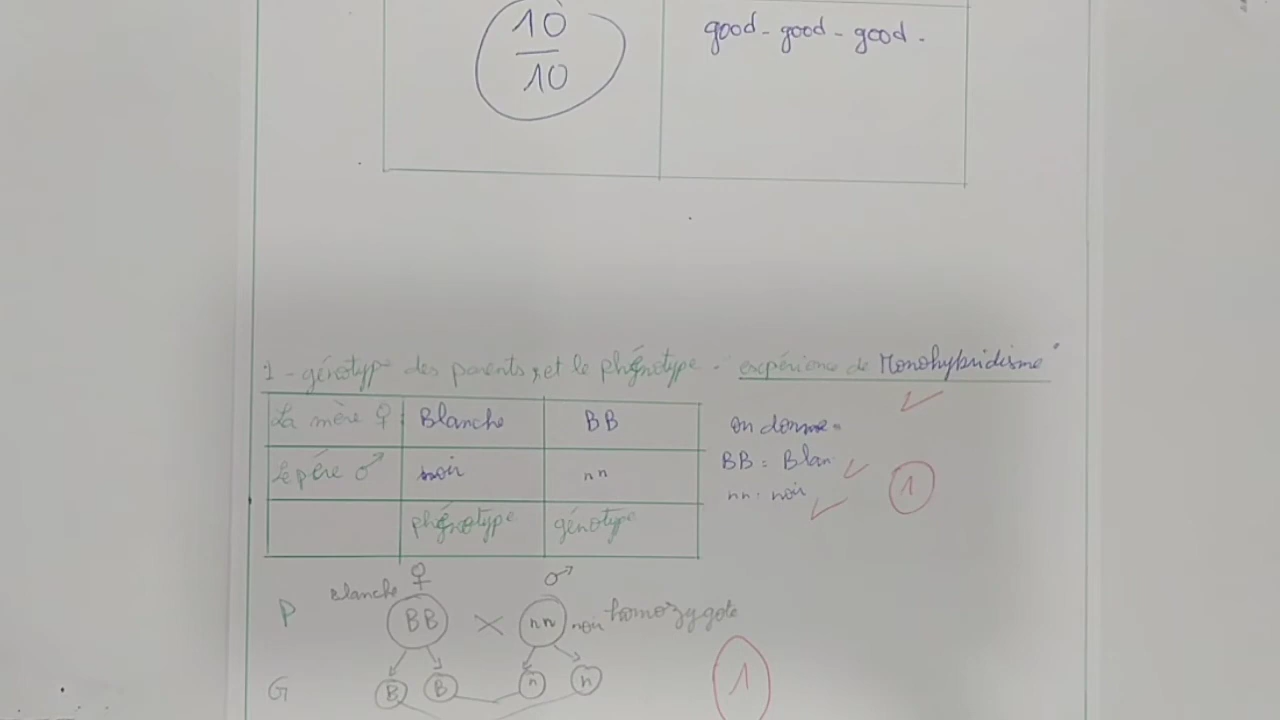 10
10
good - good - good -
1 - génotype des parents, et le phénotype - "expérience de Monohybridisme"
La mère ♀ Blanche BB
Le père ♂ noir nn
phénotype génotype
on donne =
BB = Blan
nn : noir
1
♀ ♂
blanche
P BB × nn noir homozygote
G B B n n
1